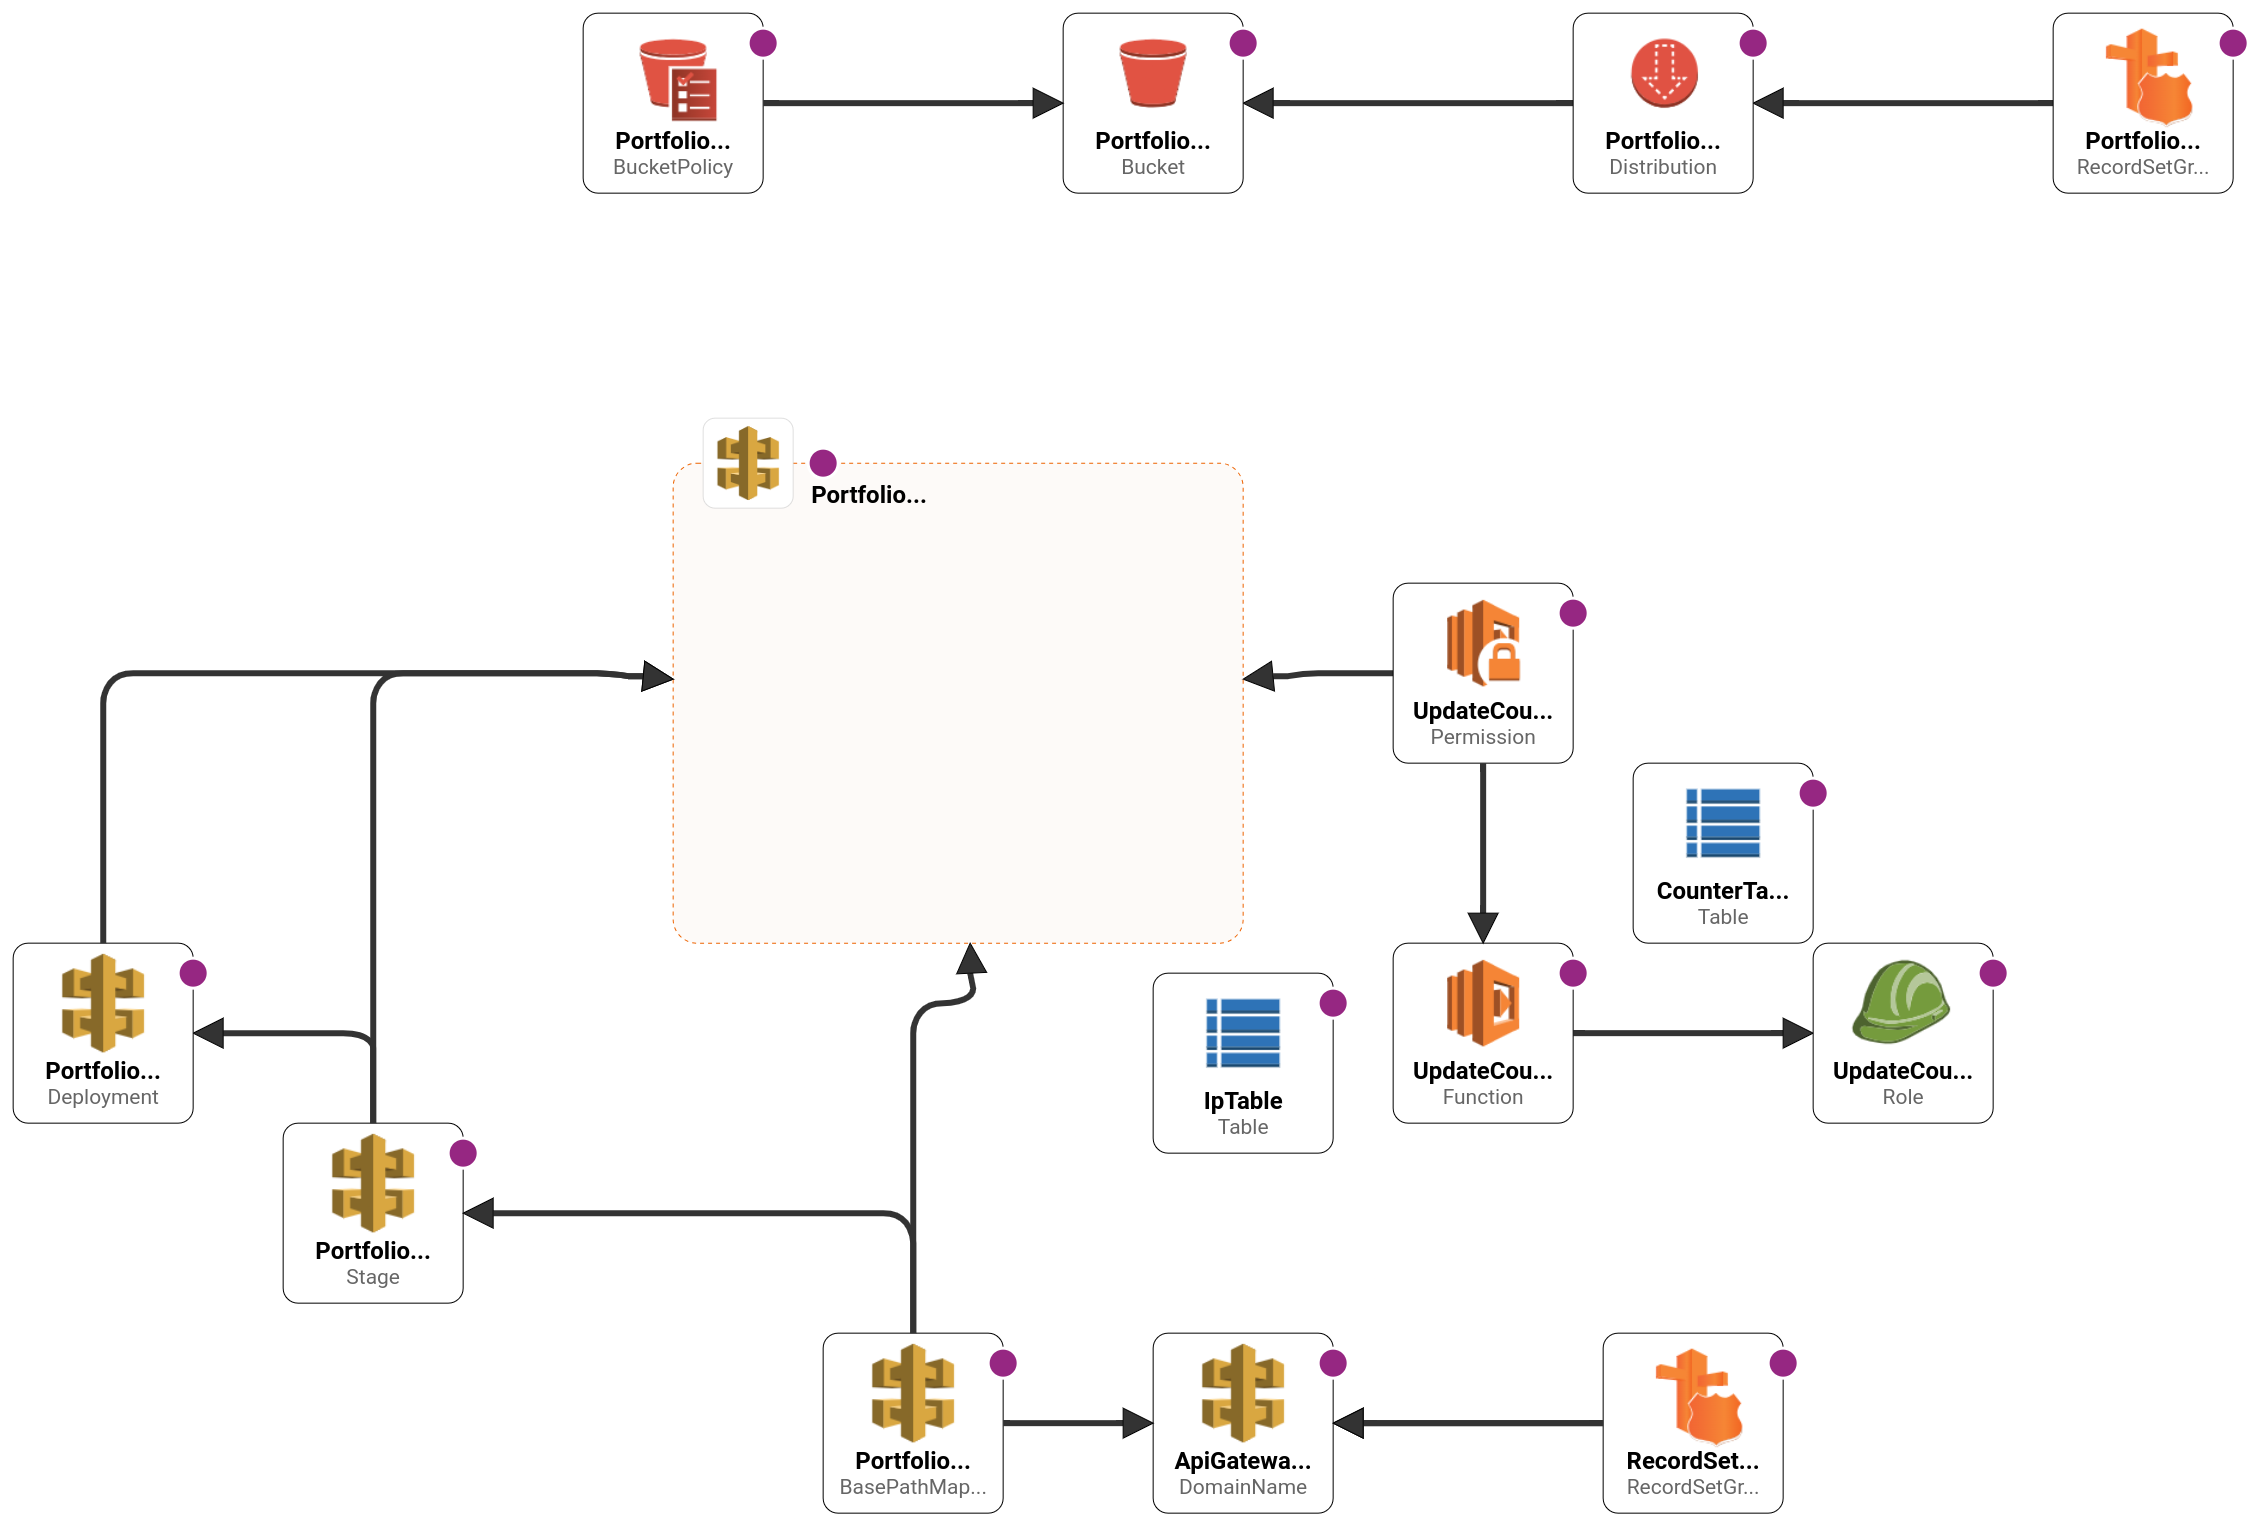 Portfolio...
BucketPolicy
Portfolio...
Bucket
Portfolio...
Distribution
Portfolio...
RecordSetGr...
Portfolio...
UpdateCou...
Permission
CounterTa...
Table
Portfolio...
Deployment
IpTable
Table
UpdateCou...
Function
UpdateCou...
Role
Portfolio...
Stage
Portfolio...
BasePathMap...
ApiGatewa...
DomainName
RecordSet...
RecordSetGr...